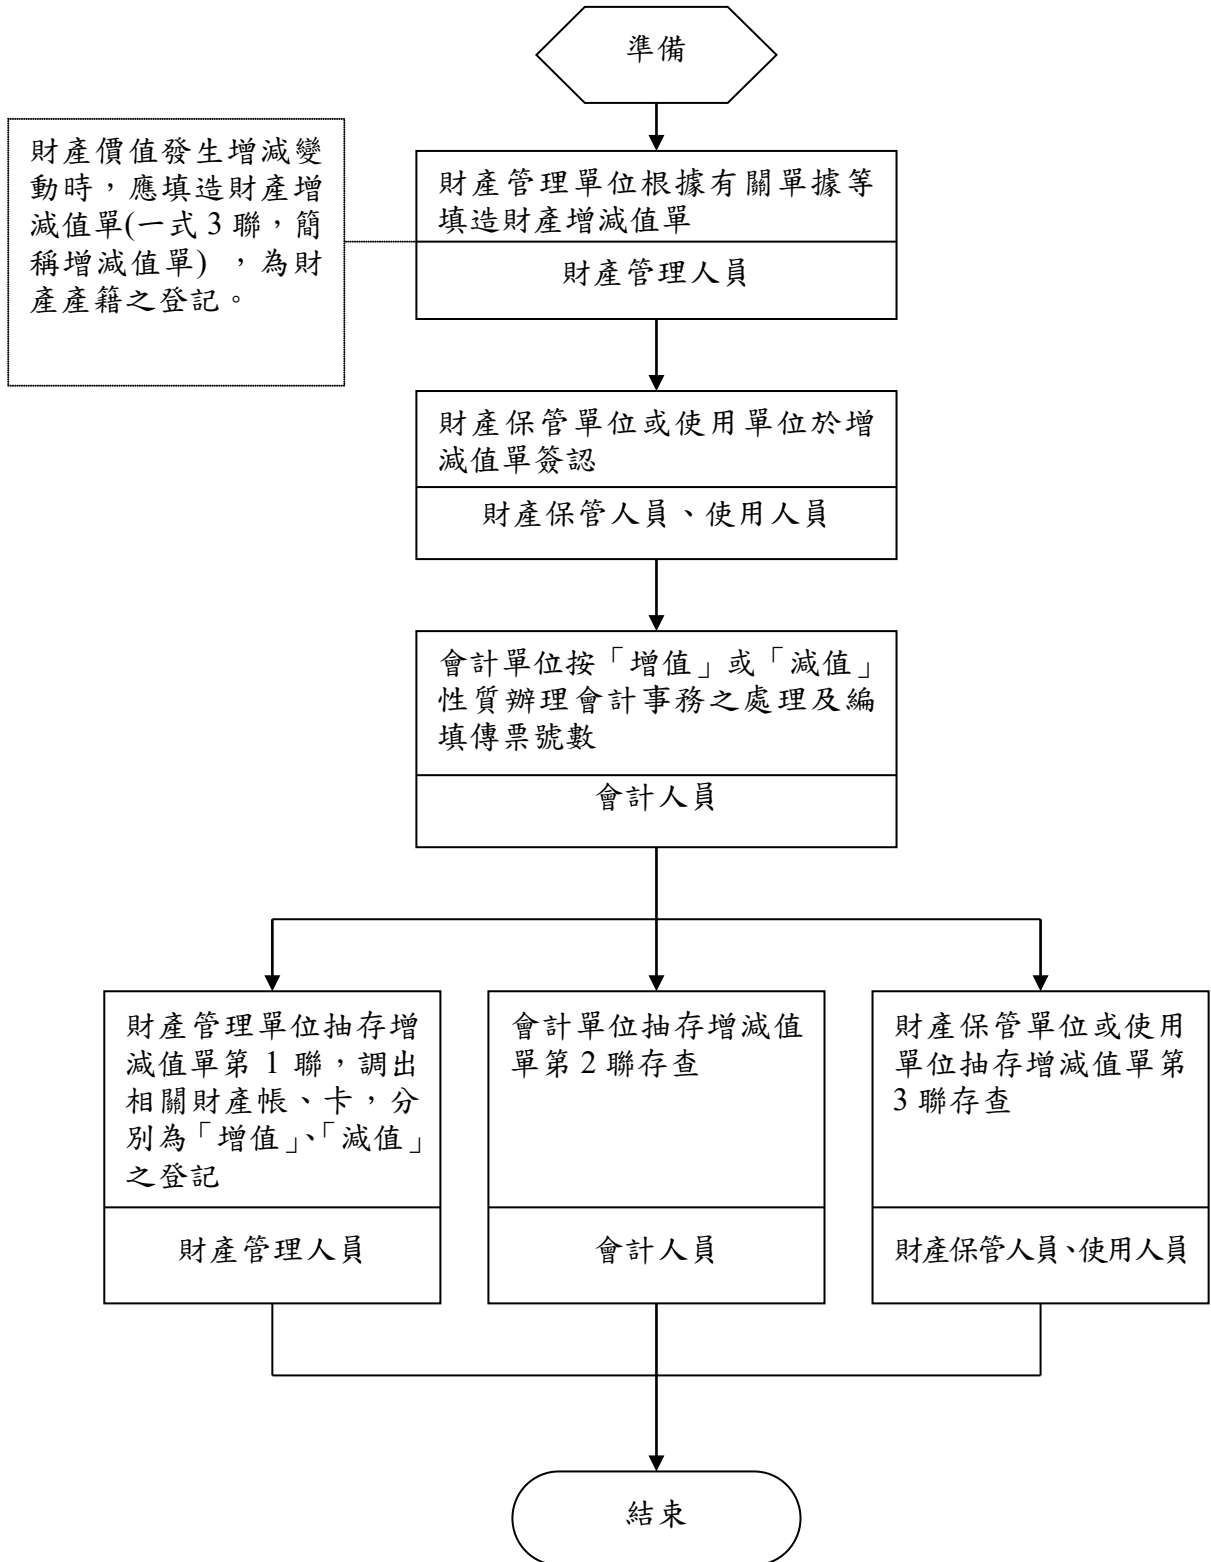 準備
財產價值發生增減變
動時，應填造財產增
減值單(一式3聯，簡
稱增減值單)，為財
產產籍之登記。
財產管理單位根據有關單據等
填造財產增減值單
財產管理人員
財產保管單位或使用單位於增
減值單簽認
財產保管人員、使用人員
會計單位按「增值」或「減值」
性質辦理會計事務之處理及編
填傳票號數
會計人員
財產管理單位抽存增
減值單第1聯，調出
相關財產帳、卡，分
別為「增值」、「減值」
之登記
財產管理人員
會計單位抽存增減值
單第2聯存查
會計人員
財產保管單位或使用
單位抽存增減值單第
3聯存查
財產保管人員、使用人員
結束